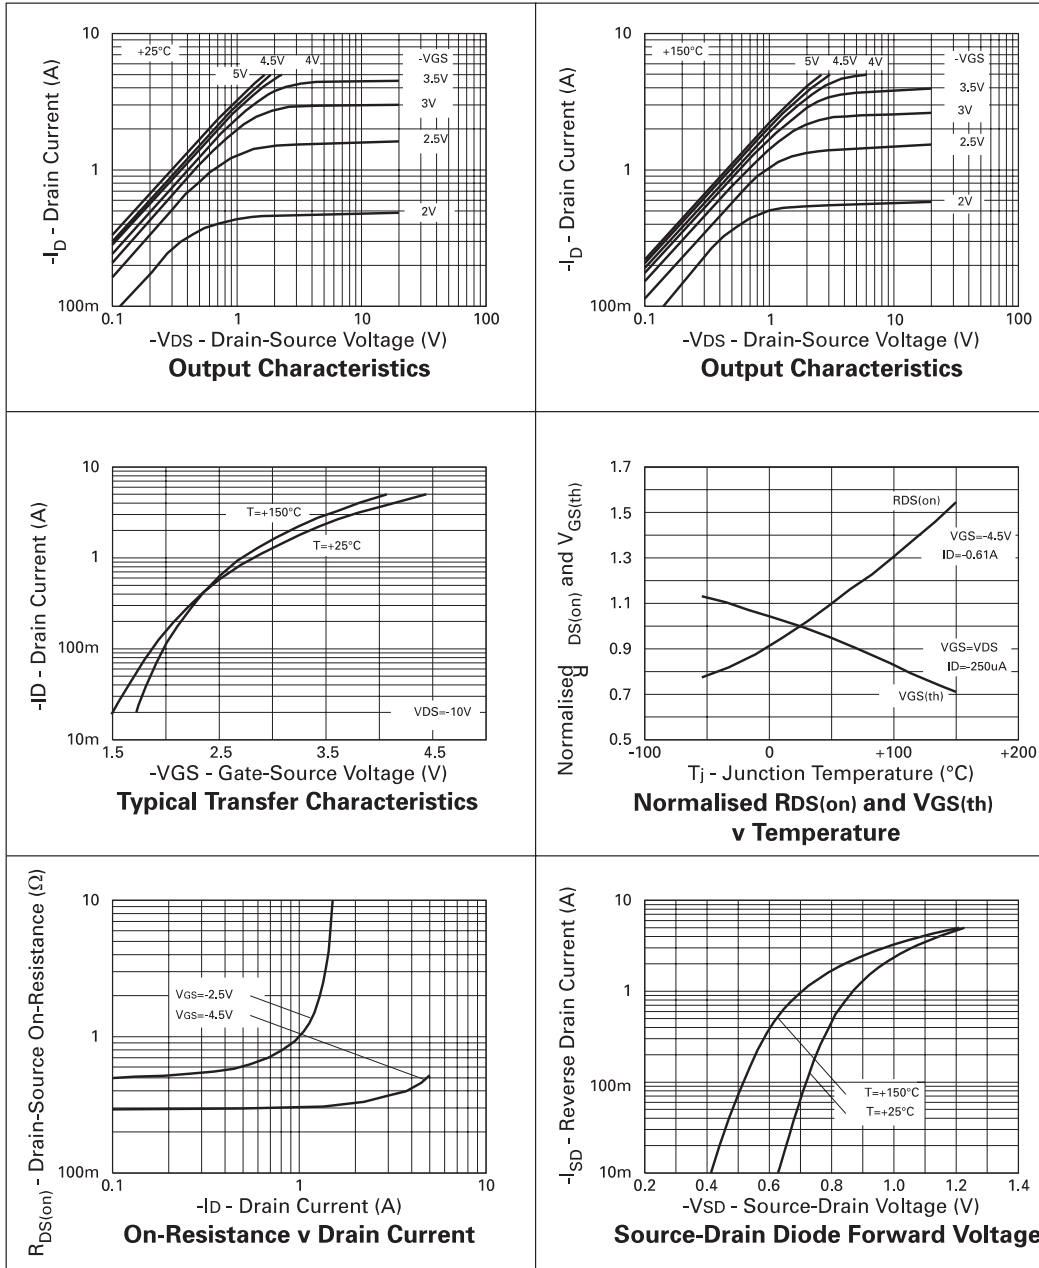 -ID - Drain Current (A)
10
1
100m
+25°C
5V
4.5V
4V
-VGS
3.5V
3V
2.5V
2V
0.1
1
10
100
-VDS - Drain-Source Voltage (V)
Output Characteristics
-ID - Drain Current (A)
10
1
100m
+150°C
5V
4.5V
4V
-VGS
3.5V
3V
2.5V
2V
0.1
1
10
100
-VDS - Drain-Source Voltage (V)
Output Characteristics
-ID - Drain Current (A)
10
1
100m
10m
T=+150°C
T=+25°C
VDS=-10V
1.5
2.5
3.5
4.5
-VGS - Gate-Source Voltage (V)
Typical Transfer Characteristics
Normalised RDS(on) and VGS(th)
1.7
1.5
1.3
1.1
0.9
0.7
0.5
RDS(on)
VGS=-4.5V
ID=-0.61A
VGS=VDS
ID=-250uA
VGS(th)
-100
0
+100
+200
Tj - Junction Temperature (°C)
Normalised RDS(on) and VGS(th)
v Temperature
RDS(on) - Drain-Source On-Resistance (Ω)
10
1
100m
VGS=-2.5V
VGS=-4.5V
0.1
1
10
-ID - Drain Current (A)
On-Resistance v Drain Current
-ISD - Reverse Drain Current (A)
10
1
100m
10m
T=+150°C
T=+25°C
0.2
0.4
0.6
0.8
1.0
1.2
1.4
-VSD - Source-Drain Voltage (V)
Source-Drain Diode Forward Voltage